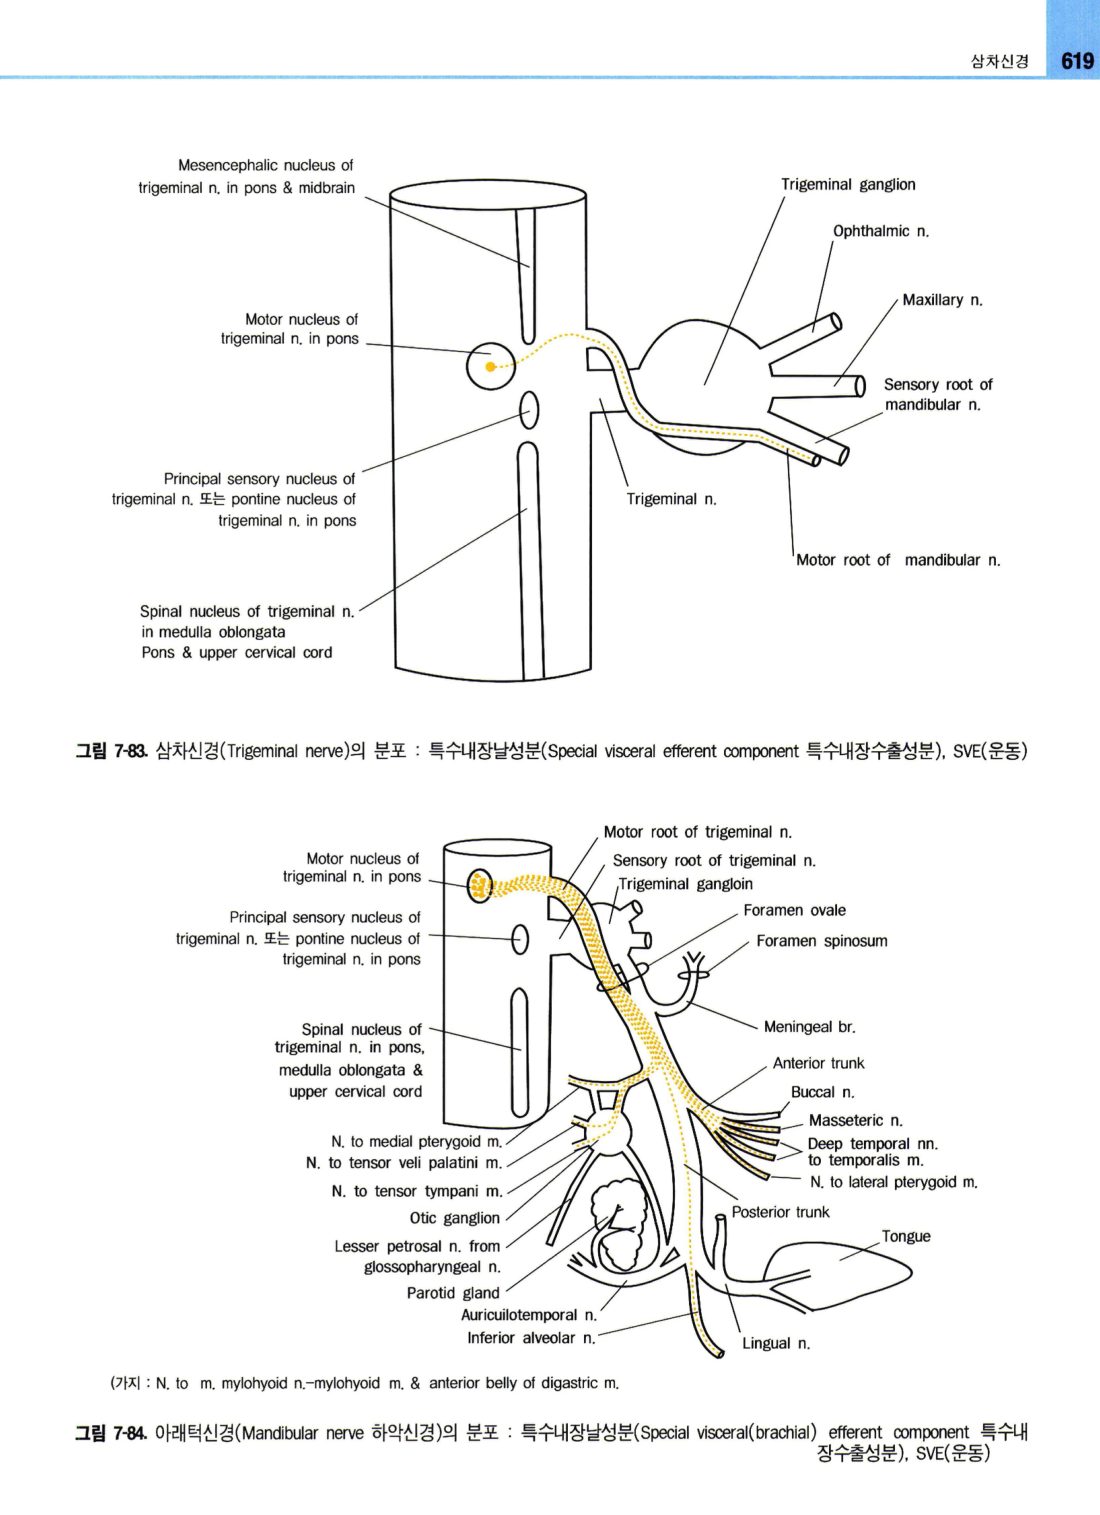 삼차신경 619
Mesencephalic nucleus of
trigeminal n. in pons & midbrain
Trigeminal ganglion
Ophthalmic n.
Maxillary n.
Motor nucleus of
trigeminal n. in pons
Sensory root of
mandibular n.
Principal sensory nucleus of
trigeminal n. 또는 pontine nucleus of
trigeminal n. in pons
Trigeminal n.
Motor root of mandibular n.
Spinal nucleus of trigeminal n.
in medulla oblongata
Pons & upper cervical cord
그림 7-83. 삼차신경(Trigeminal nerve)의 분포 : 특수내장날성분(Special visceral efferent component 특수내장수출성분), SVE(운동)
Motor root of trigeminal n.
Sensory root of trigeminal n.
Trigeminal gangloin
Foramen ovale
Foramen spinosum
Motor nucleus of
trigeminal n. in pons
Principal sensory nucleus of
trigeminal n. 또는 pontine nucleus of
trigeminal n. in pons
Spinal nucleus of
trigeminal n. in pons,
medulla oblongata &
upper cervical cord
Meningeal br.
Anterior trunk
Buccal n.
Masseteric n.
Deep temporal nn.
to temporalis m.
N. to lateral pterygoid m.
N. to medial pterygoid m.
N. to tensor veli palatini m.
N. to tensor tympani m.
Otic ganglion
Lesser petrosal n. from
glossopharyngeal n.
Parotid gland
Auricuilotemporal n.
Inferior alveolar n.
Posterior trunk
Tongue
Lingual n.
(가지 : N. to m. mylohyoid n.-mylohyoid m. & anterior belly of digastric m.
그림 7-84. 아래턱신경(Mandibular nerve 하악신경)의 분포 : 특수내장날성분(Special visceral(brachial) efferent component 특수내
장수출성분), SVE(운동)